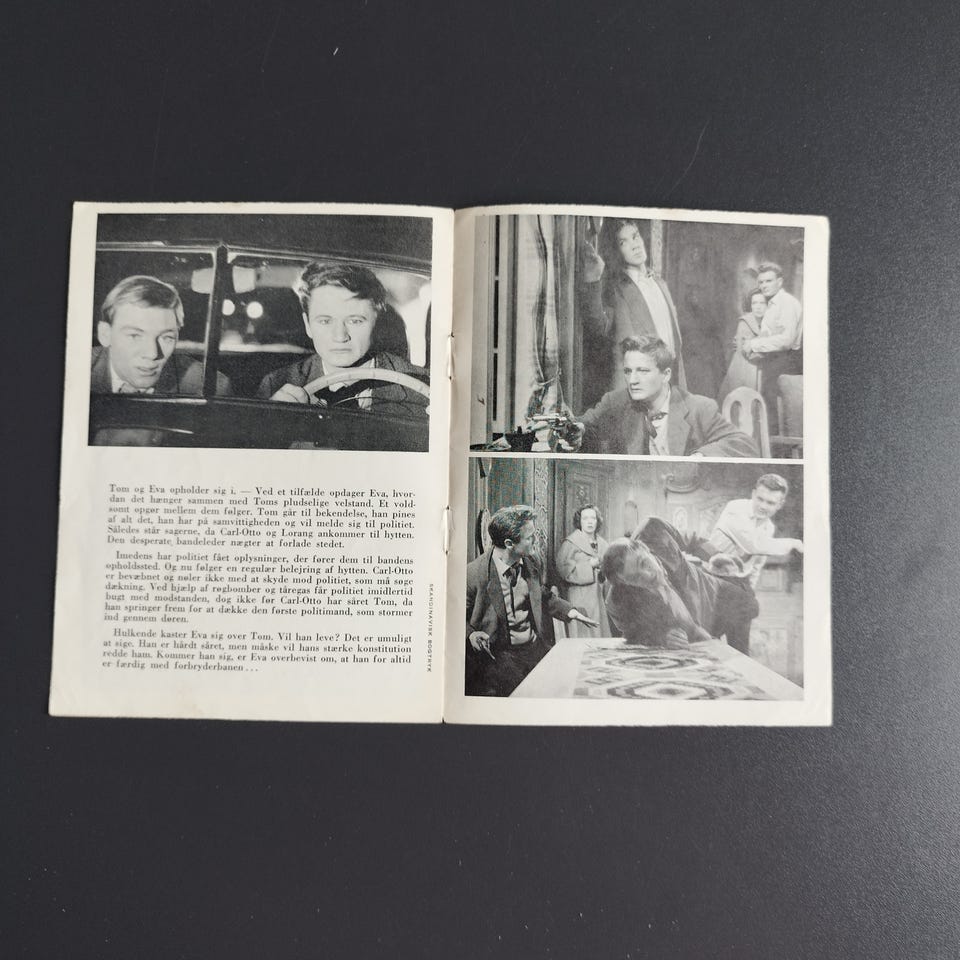 Tom og Eva opholder sig i. — Ved et tilfælde opdager Eva, hvor-
dan det hænger sammen med Toms pludselige velstand. Et vold-
somt opgør mellem dem følger. Tom går til bekendelse, han pines
af alt det, han har på samvittigheden og vil melde sig til politiet.
Således står sagerne, da Carl-Otto og Lorang ankommer til hytten.
Den desperate bandeleder nægter at forlade stedet.
Imedens har politiet fået oplysninger, der fører dem til bandens
opholdssted. Og nu følger en regulær belejring af hytten. Carl-Otto
er bevæbnet og nøler ikke med at skyde mod politiet, som må søge
dækning. Ved hjælp af røgbomber og tåregas får politiet imidlertid
bugt med modstanden, dog ikke før Carl-Otto har såret Tom, da
han springer frem for at dække den første politimand, som stormer
ind gennem døren.
Hulkende kaster Eva sig over Tom. Vil han leve? Det er umuligt
at sige. Han er hårdt såret, men måske vil hans stærke konstitution
redde ham. Kommer han sig, er Eva overbevist om, at han for altid
er færdig med forbryderbanen . . .
SKANDINAVISK BOGTRYK